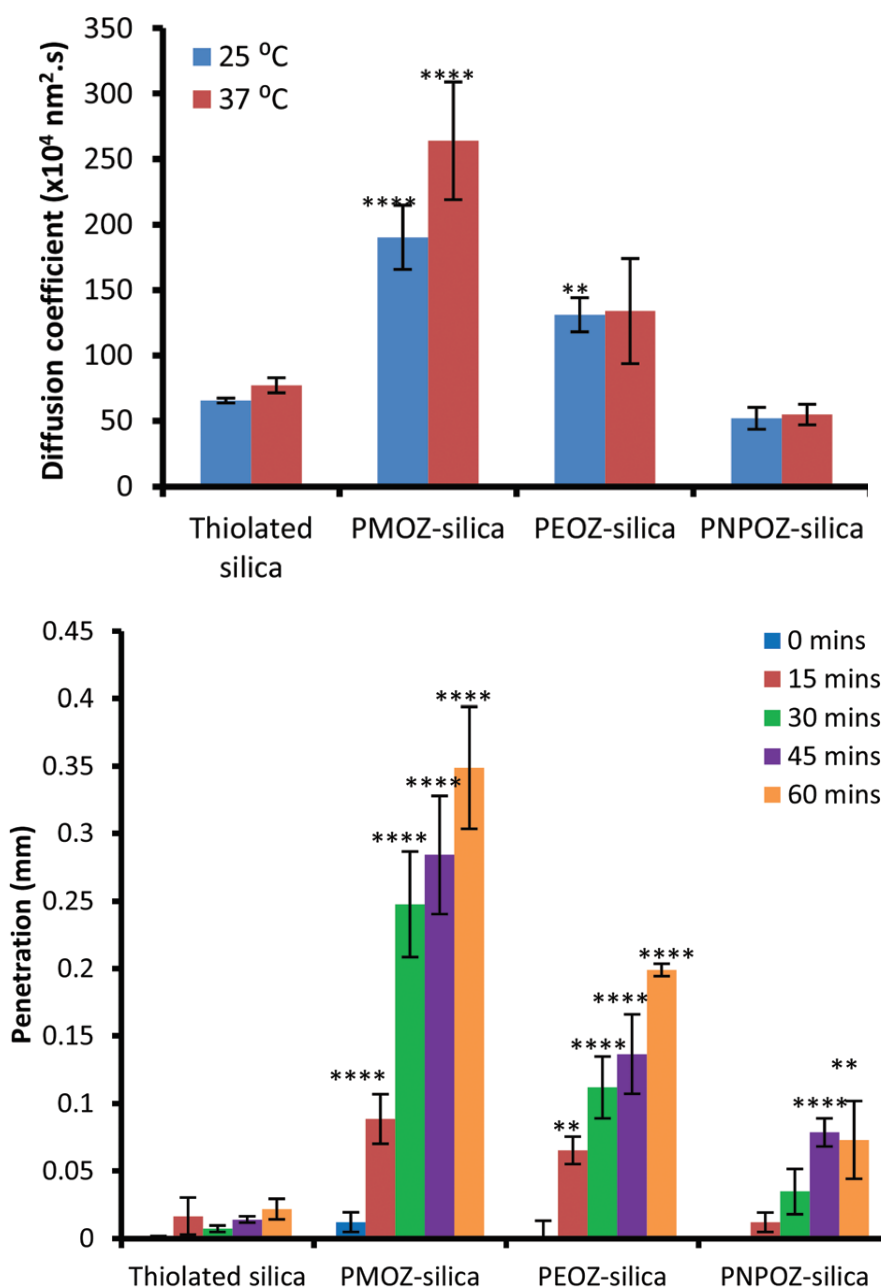 Diffusion coefficient (x10⁴ nm².s)
350
300
250
200
150
100
50
0
25 ⁰C
37 ⁰C
****
****
**
Thiolated silica
PMOZ-silica
PEOZ-silica
PNPOZ-silica
Penetration (mm)
0.45
0.4
0.35
0.3
0.25
0.2
0.15
0.1
0.05
0
0 mins
15 mins
30 mins
45 mins
60 mins
****
****
****
****
**
****
****
****
****
**
Thiolated silica
PMOZ-silica
PEOZ-silica
PNPOZ-silica